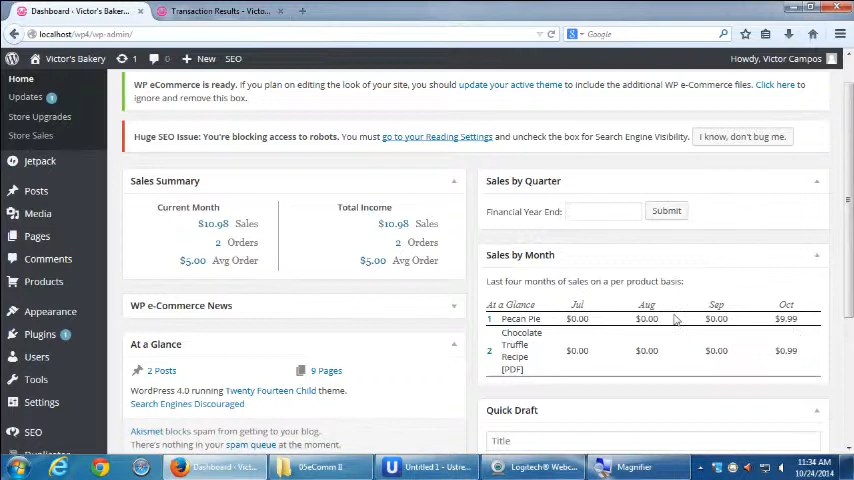 Dashboard ‹ Victor's Bakery...
Transaction Results - Victo...
localhost/wp4/wp-admin/
Google
Victor's Bakery
1
0
New
SEO
Howdy, Victor Campos
Home
Updates 1
Store Upgrades
Store Sales
Jetpack
Posts
Media
Pages
Comments
Products
Appearance
Plugins 1
Users
Tools
Settings
SEO
Duplicator
WP eCommerce is ready. If you plan on editing the look of your site, you should update your active theme to include the additional WP e-Commerce files. Click here to
ignore and remove this box.
Huge SEO Issue: You're blocking access to robots. You must go to your Reading Settings and uncheck the box for Search Engine Visibility. I know, don't bug me.
Sales Summary
Current Month
Total Income
$10.98 Sales
$10.98 Sales
2 Orders
2 Orders
$5.00 Avg Order
$5.00 Avg Order
WP e-Commerce News
At a Glance
2 Posts
9 Pages
WordPress 4.0 running Twenty Fourteen Child theme.
Search Engines Discouraged
Akismet blocks spam from getting to your blog.
There's nothing in your spam queue at the moment.
Sales by Quarter
Financial Year End:
Submit
Sales by Month
Last four months of sales on a per product basis:
At a Glance Jul Aug Sep Oct
1 Pecan Pie $0.00 $0.00 $0.00 $9.99
Chocolate
Truffle
2 Recipe $0.00 $0.00 $0.00 $0.99
[PDF]
Quick Draft
Title
Dashboard ‹ Vict...
05eComm II
Untitled 1 - Ustre...
Logitech® Webc...
Magnifier
11:34 AM
10/24/2014